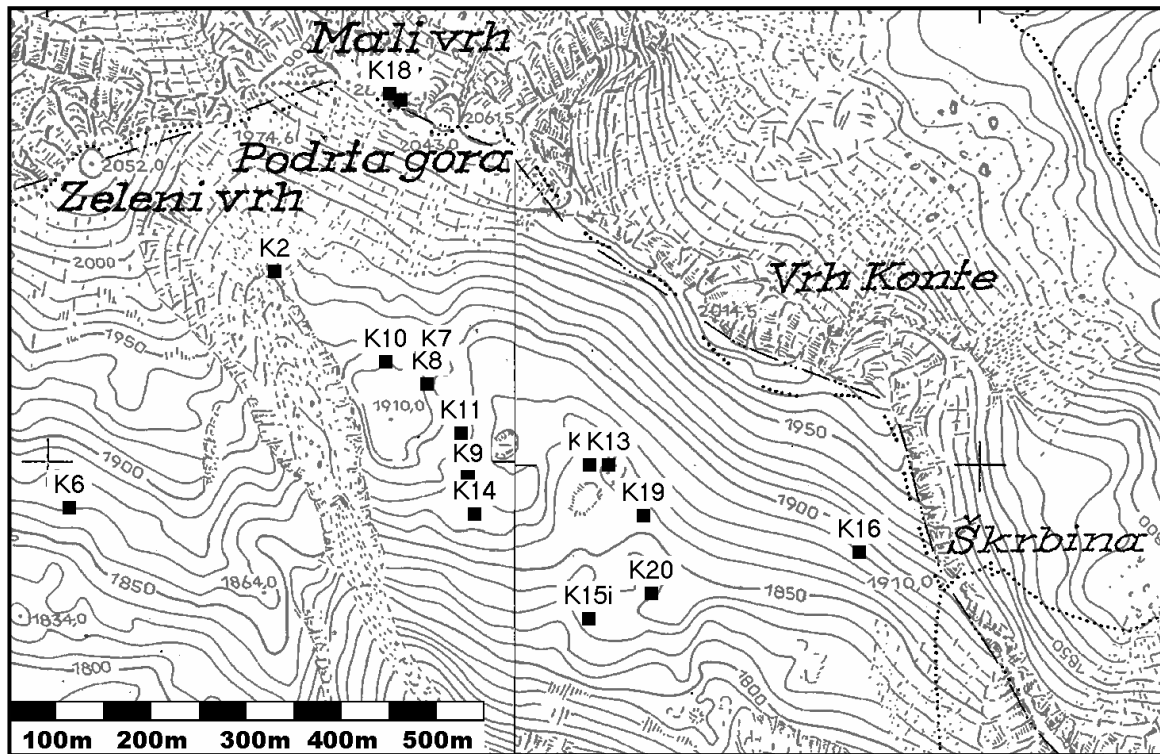 Mali vrh
K18
1974.6
2043,0
2061.5
2052,0
Podrta gora
Zeleni vrh
K2
2000
Vrh Konte
2014.5
1950
K10
K7
K8
1910,0
K11
1950
K9
K
K13
1900
K6
K14
K19
1900
K16
Škrbina
1850
1864,0
K20
1910,0
1850
K15i
1834,0
1800
1800
1850
100m 200m 300m 400m 500m